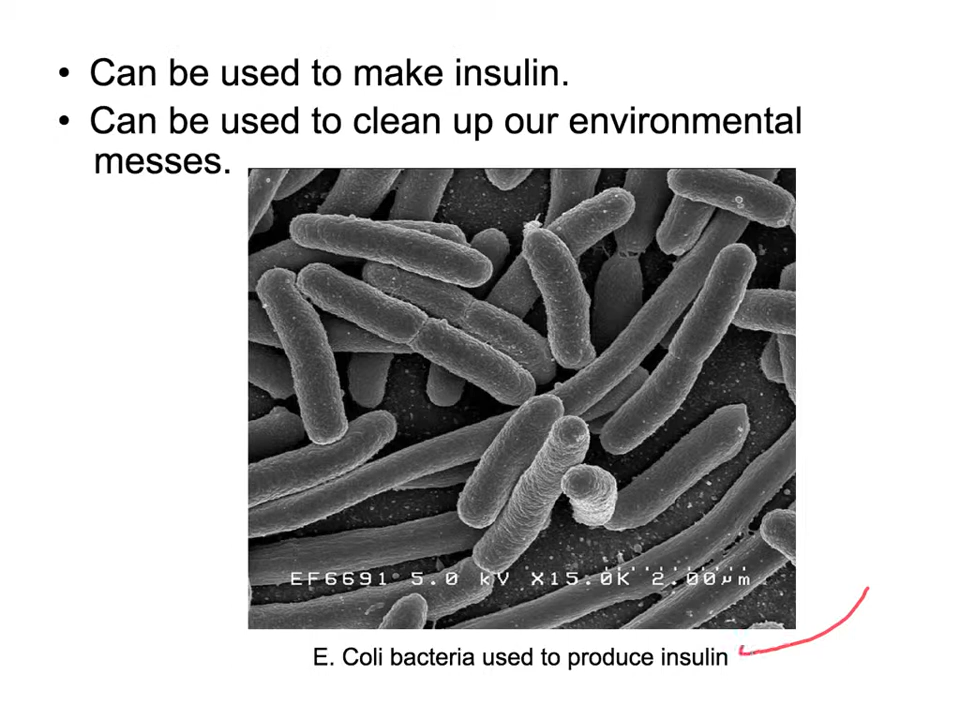 • Can be used to make insulin.
• Can be used to clean up our environmental
messes.
EF6691 5.0 kV X15.0K 2.00µm
E. Coli bacteria used to produce insulin